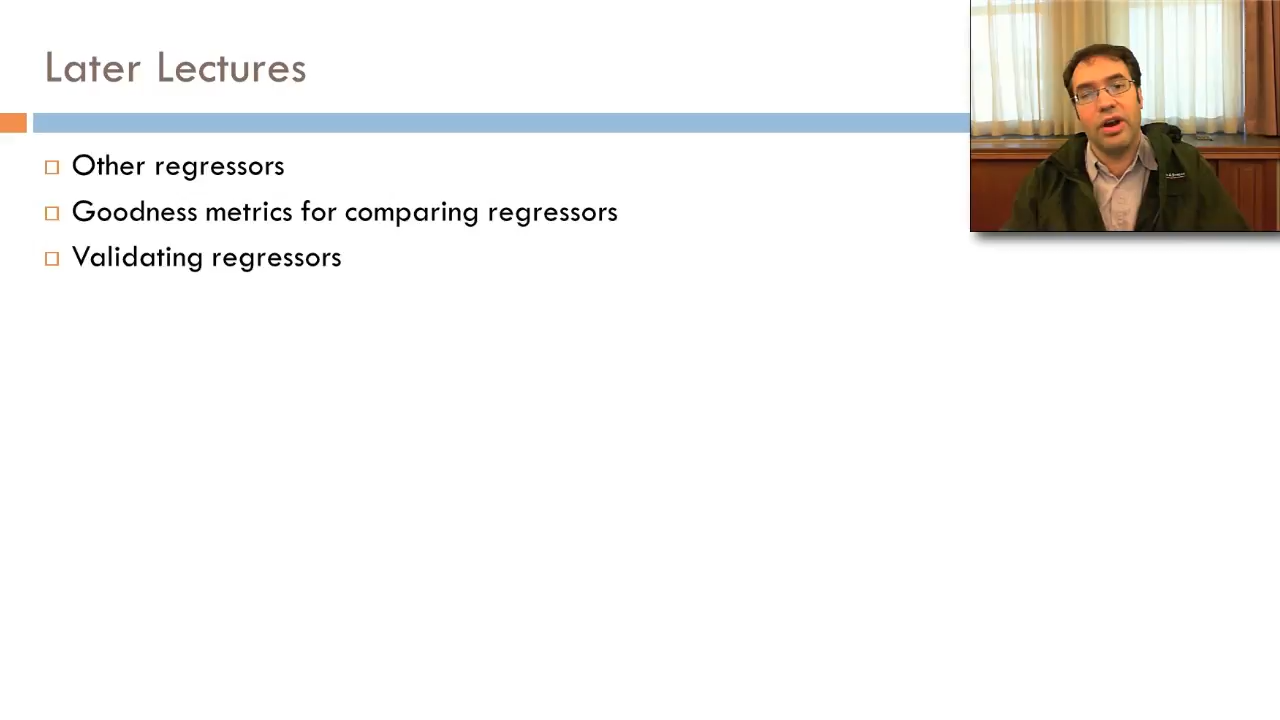 Later Lectures
Other regressors
Goodness metrics for comparing regressors
Validating regressors